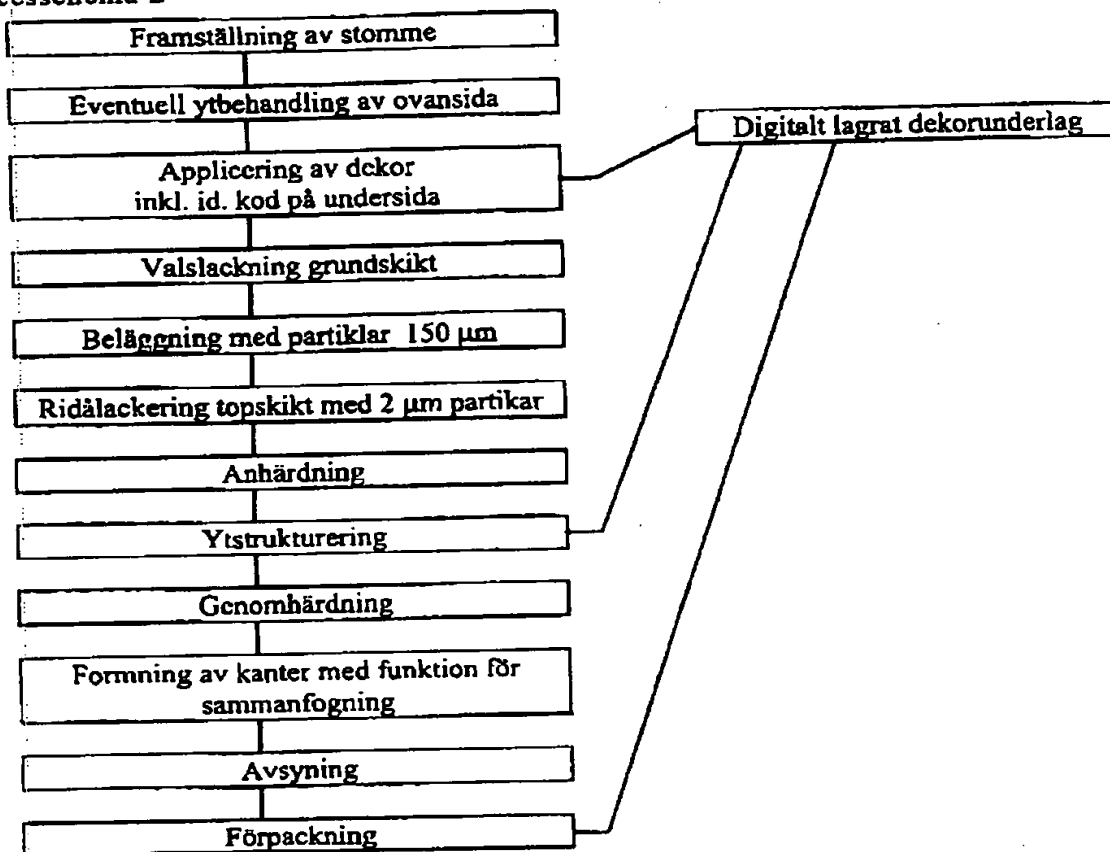 Framställning av stomme
Eventuell ytbehandling av ovansida
Digitalt lagrat dekorunderlag
Applicering av dekor
inkl. id. kod på undersida
Valslackning grundskikt
Beläggning med partiklar 150 µm
Ridålackering topskikt med 2 µm partikar
Anhärdning
Ytstrukturering
Genomhärdning
Formning av kanter med funktion för
sammanfogning
Avsyning
Förpackning